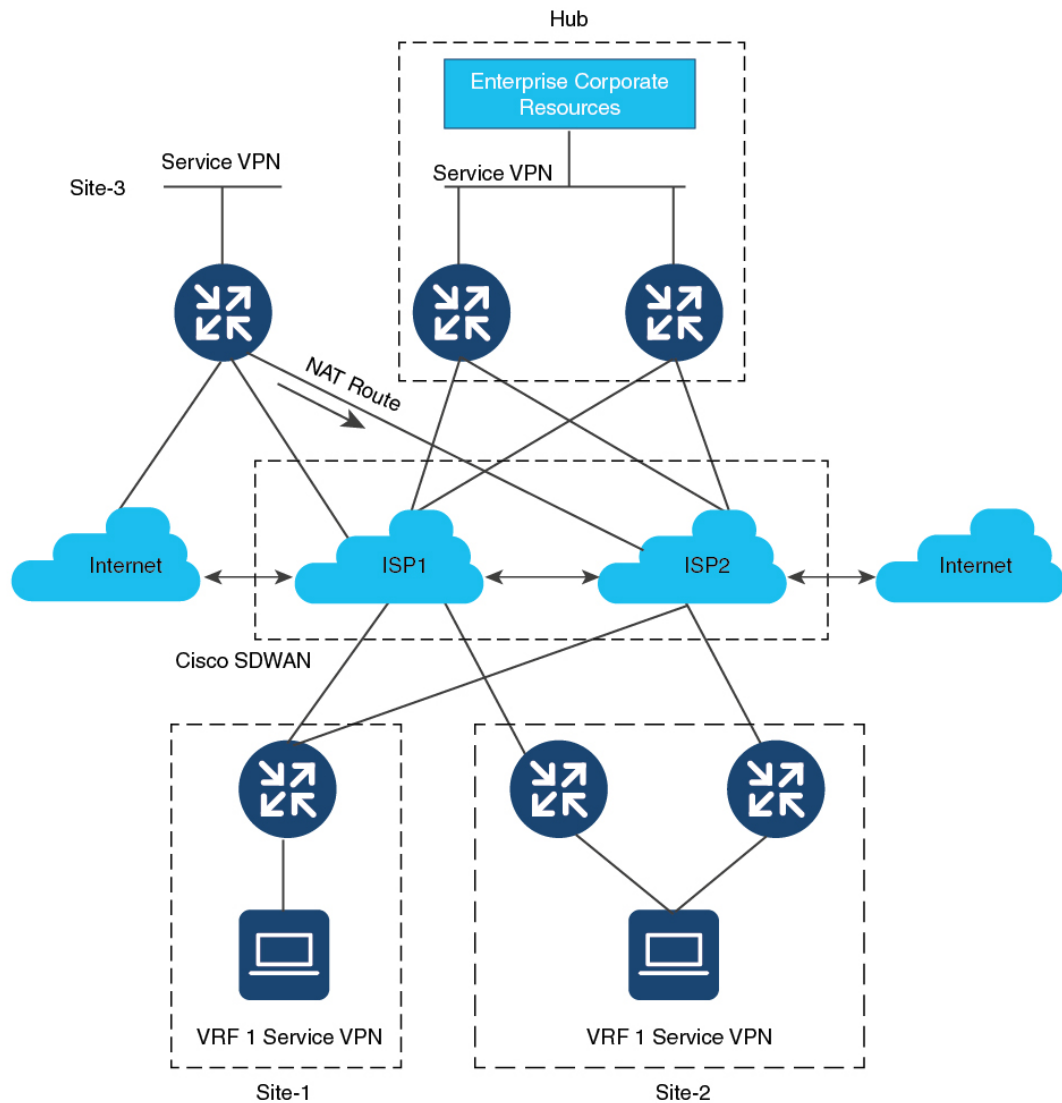 Hub
Enterprise Corporate
Resources
Service VPN
Service VPN
Site-3
NAT Route
Internet
ISP1
ISP2
Internet
Cisco SDWAN
VRF 1 Service VPN
VRF 1 Service VPN
Site-1
Site-2